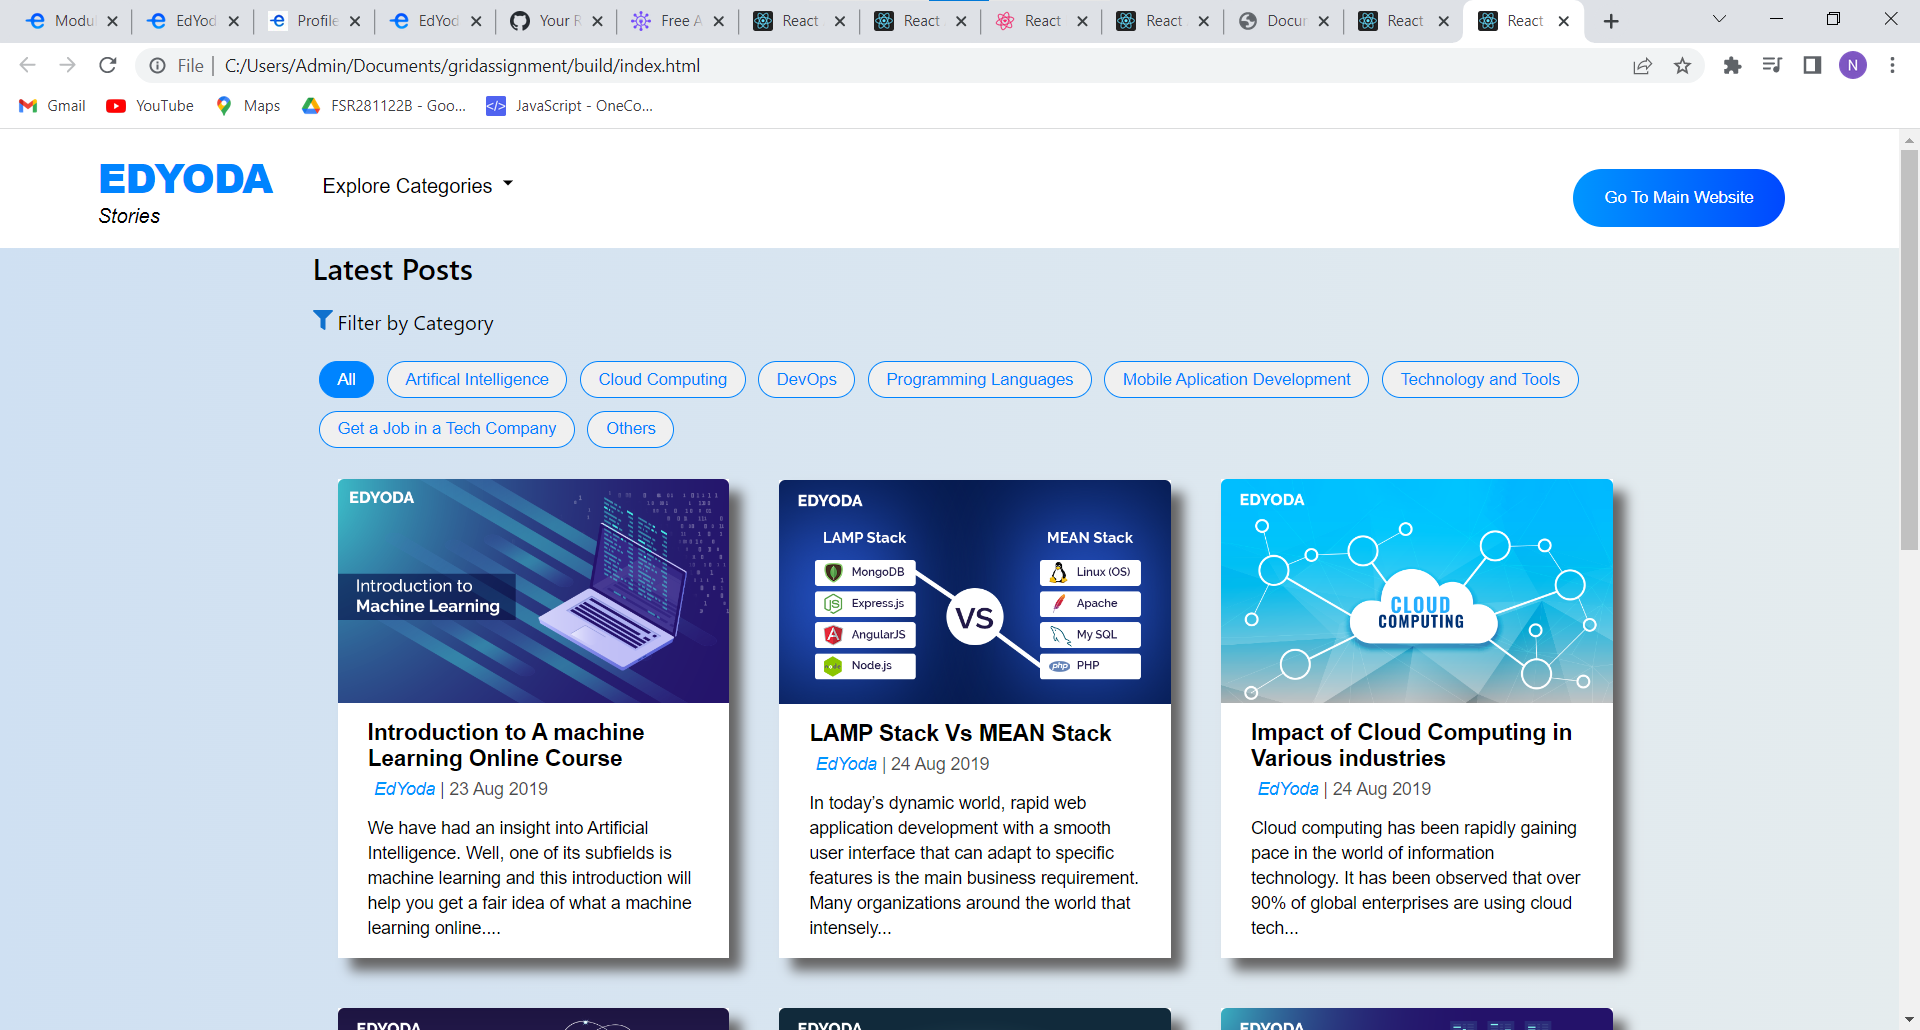 Modu
EdYod
Profile
EdYod
Your R
Free A
React
React
React
React
Docur
React
React
File
C:/Users/Admin/Documents/gridassignment/build/index.html
N
Gmail
YouTube
Maps
FSR281122B - Goo...
JavaScript - OneCo...
EDYODA
Stories
Explore Categories
Go To Main Website
Latest Posts
Filter by Category
All
Artifical Intelligence
Cloud Computing
DevOps
Programming Languages
Mobile Aplication Development
Technology and Tools
Get a Job in a Tech Company
Others
EDYODA
Introduction to
Machine Learning
Introduction to A machine
Learning Online Course
EdYoda | 23 Aug 2019
We have had an insight into Artificial
Intelligence. Well, one of its subfields is
machine learning and this introduction will
help you get a fair idea of what a machine
learning online....
EDYODA
LAMP Stack
MongoDB
Express.js
AngularJS
Node.js
VS
MEAN Stack
Linux (OS)
Apache
My SQL
php PHP
LAMP Stack Vs MEAN Stack
EdYoda | 24 Aug 2019
In today’s dynamic world, rapid web
application development with a smooth
user interface that can adapt to specific
features is the main business requirement.
Many organizations around the world that
intensely...
EDYODA
CLOUD
COMPUTING
Impact of Cloud Computing in
Various industries
EdYoda | 24 Aug 2019
Cloud computing has been rapidly gaining
pace in the world of information
technology. It has been observed that over
90% of global enterprises are using cloud
tech...
EDYODA
EDYODA
EDYODA